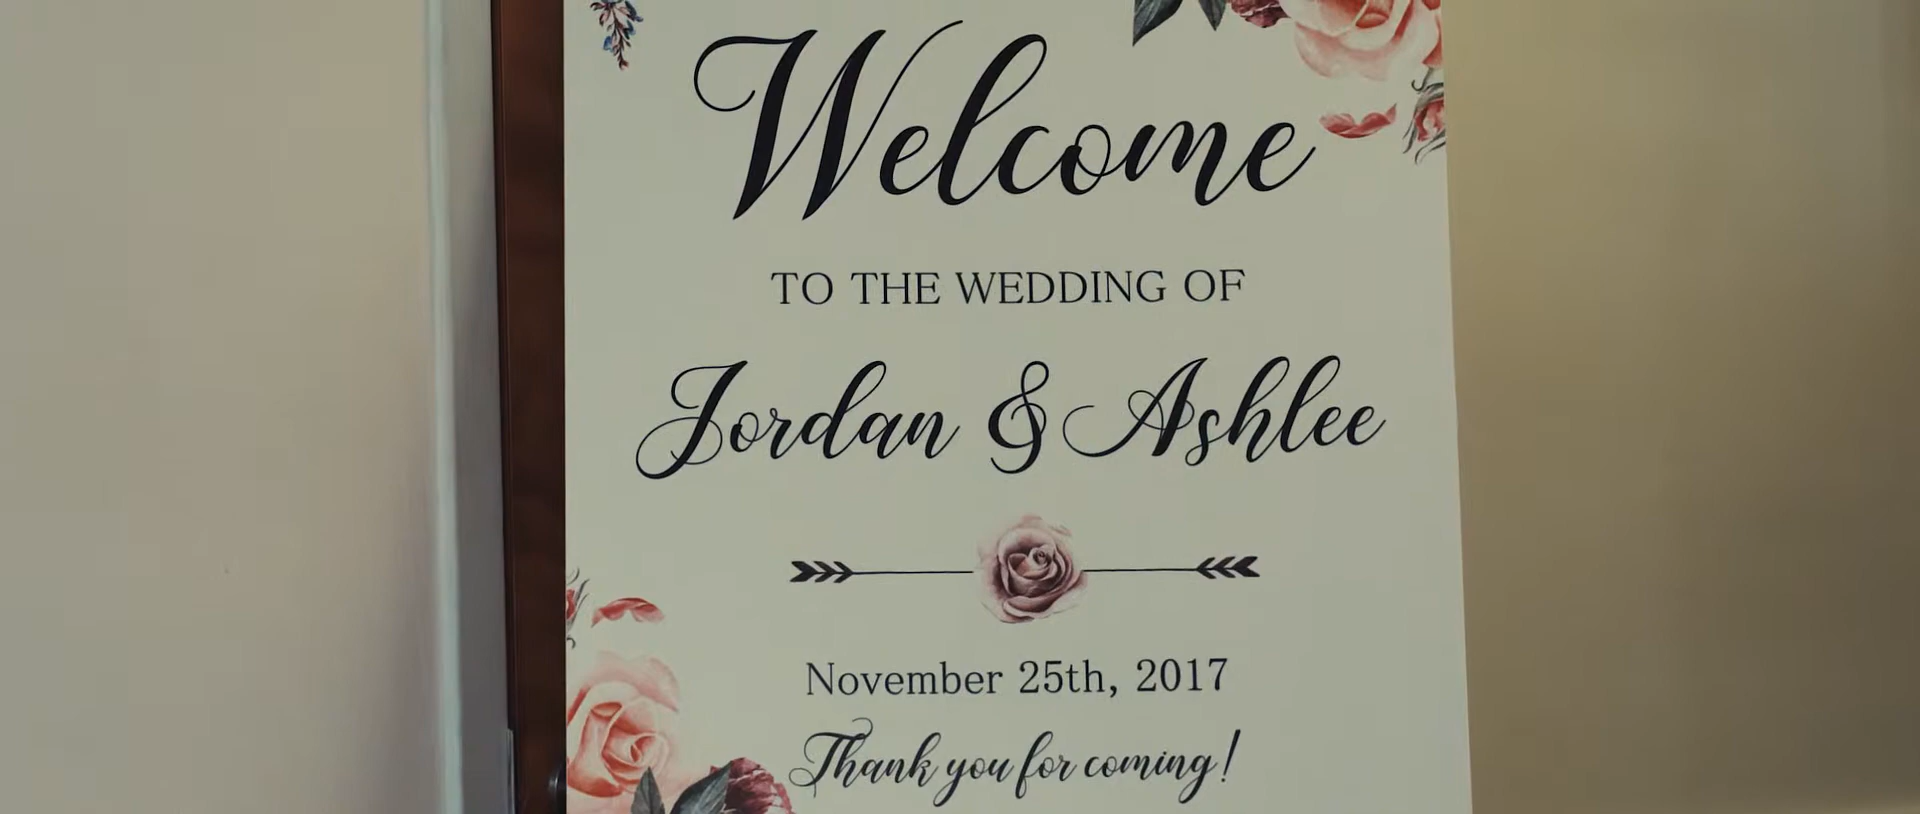 Welcome
TO THE WEDDING OF
Jordan & Ashlee
November 25th, 2017
Thank you for coming!